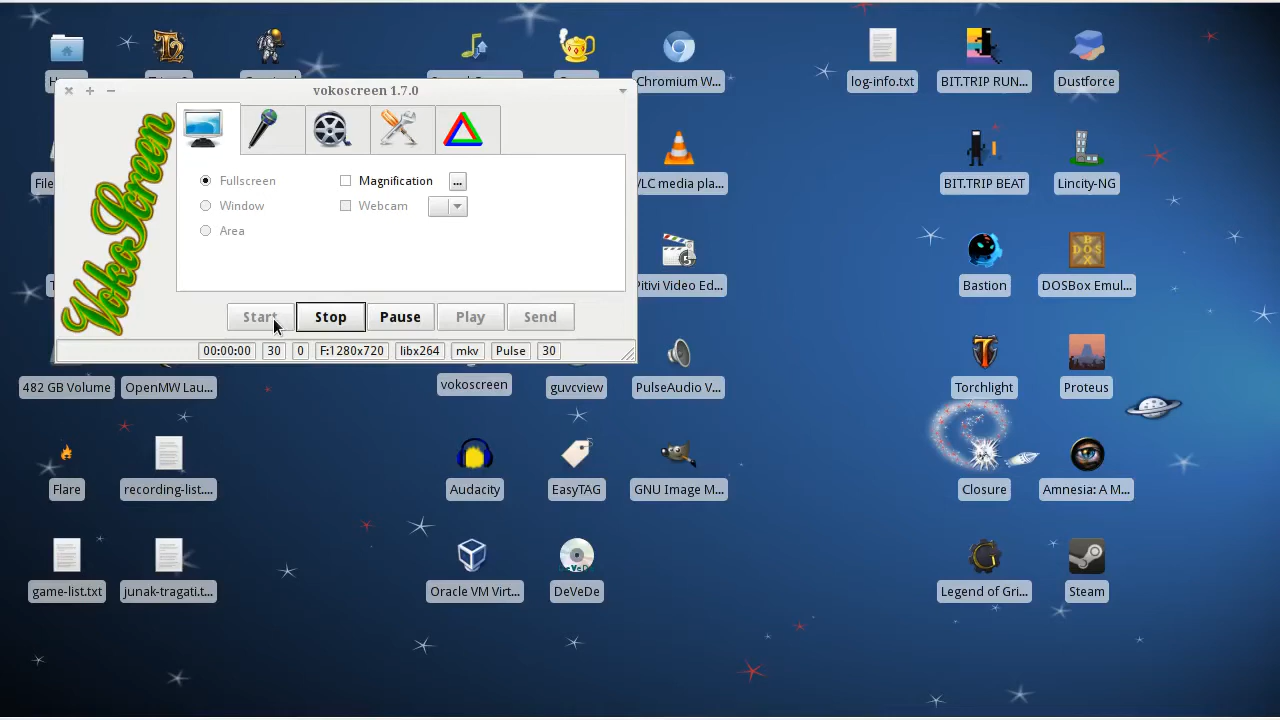 vokoscreen 1.7.0
VokoScreen
Fullscreen
Magnification
...
Window
Webcam
Area
Start
Stop
Pause
Play
Send
00:00:00
30
0
F:1280x720
libx264
mkv
Pulse
30
Chromium W...
log-info.txt
BIT.TRIP RUN...
Dustforce
VLC media pla...
BIT.TRIP BEAT
Lincity-NG
Pitivi Video Ed...
Bastion
DOSBox Emul...
482 GB Volume
OpenMW Lau...
vokoscreen
guvcview
PulseAudio V...
Torchlight
Proteus
Flare
recording-list....
Audacity
EasyTAG
GNU Image M...
Closure
Amnesia: A M...
game-list.txt
junak-tragati.t...
Oracle VM Virt...
DeVeDe
Legend of Gri...
Steam